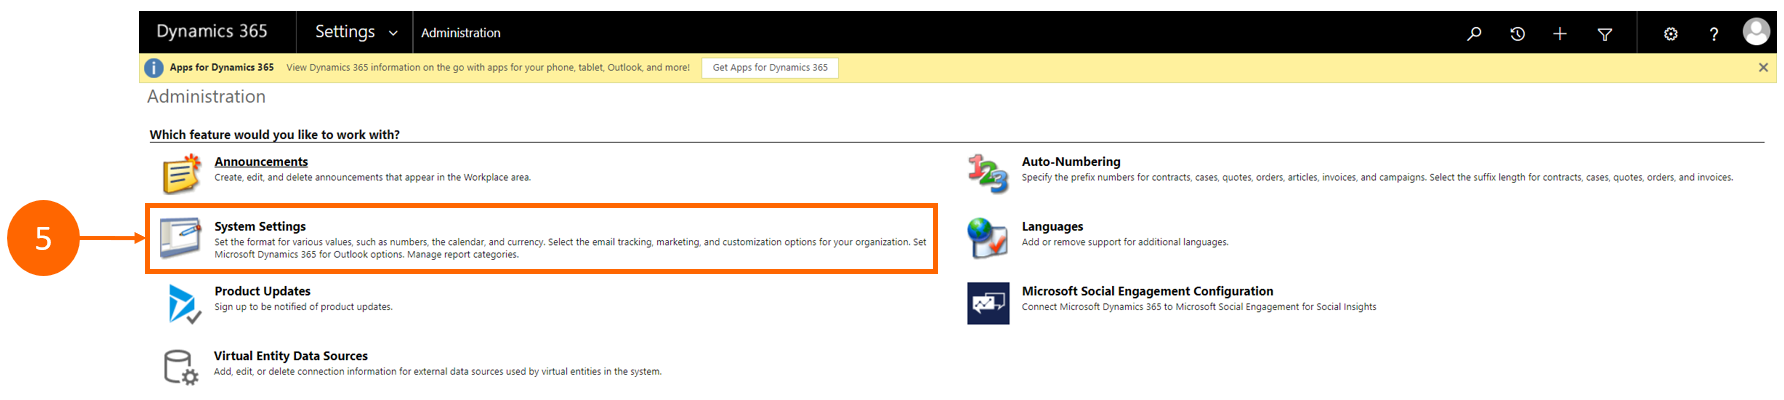 Dynamics 365 Settings Administration ?
Apps for Dynamics 365 View Dynamics 365 information on the go with apps for your phone, tablet, Outlook, and more! Get Apps for Dynamics 365
Administration
Which feature would you like to work with?
Announcements
Create, edit, and delete announcements that appear in the Workplace area.
Auto-Numbering
Specify the prefix numbers for contracts, cases, quotes, orders, articles, invoices, and campaigns. Select the suffix length for contracts, cases, quotes, orders, and invoices.
5
System Settings
Set the format for various values, such as numbers, the calendar, and currency. Select the email tracking, marketing, and customization options for your organization. Set
Microsoft Dynamics 365 for Outlook options. Manage report categories.
Languages
Add or remove support for additional languages.
Product Updates
Sign up to be notified of product updates.
Microsoft Social Engagement Configuration
Connect Microsoft Dynamics 365 to Microsoft Social Engagement for Social Insights
Virtual Entity Data Sources
Add, edit, or delete connection information for external data sources used by virtual entities in the system.